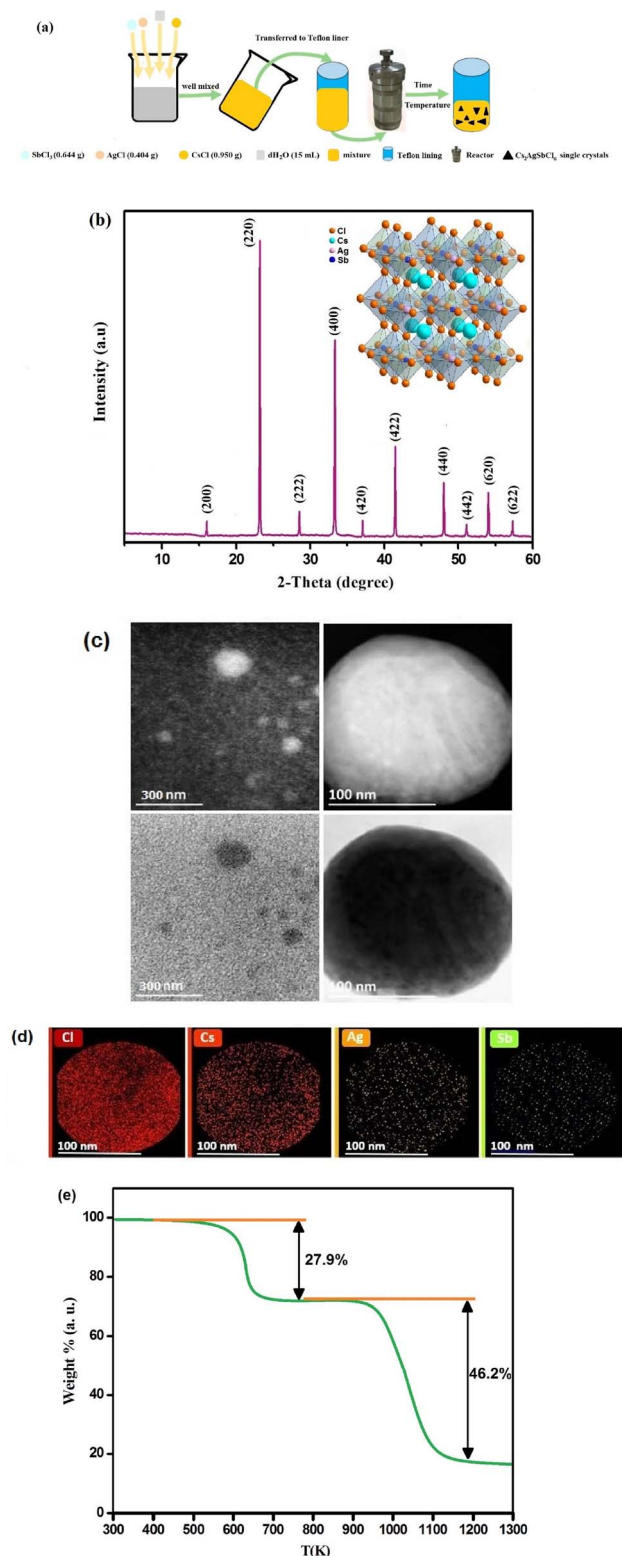 (a)
Transferred to Teflon liner
well mixed
Time
Temperature
SbCl3 (0.644 g) AgCl (0.404 g) CsCl (0.950 g) dH2O (15 mL) mixture Teflon lining Reactor Cs2AgSbCl6 single crystals
(b)
Intensity (a.u)
(200)
(220)
(222)
(400)
(420)
(422)
(440)
(442)
(620)
(622)
Cl
Cs
Ag
Sb
10 20 30 40 50 60
2-Theta (degree)
(c)
300 nm 100 nm
300 nm 100 nm
(d)
Cl Cs Ag Sb
100 nm 100 nm 100 nm 100 nm
(e)
Weight % (a. u.)
100
80
60
40
20
0
27.9%
46.2%
300 400 500 600 700 800 900 1000 1100 1200 1300
T(K)